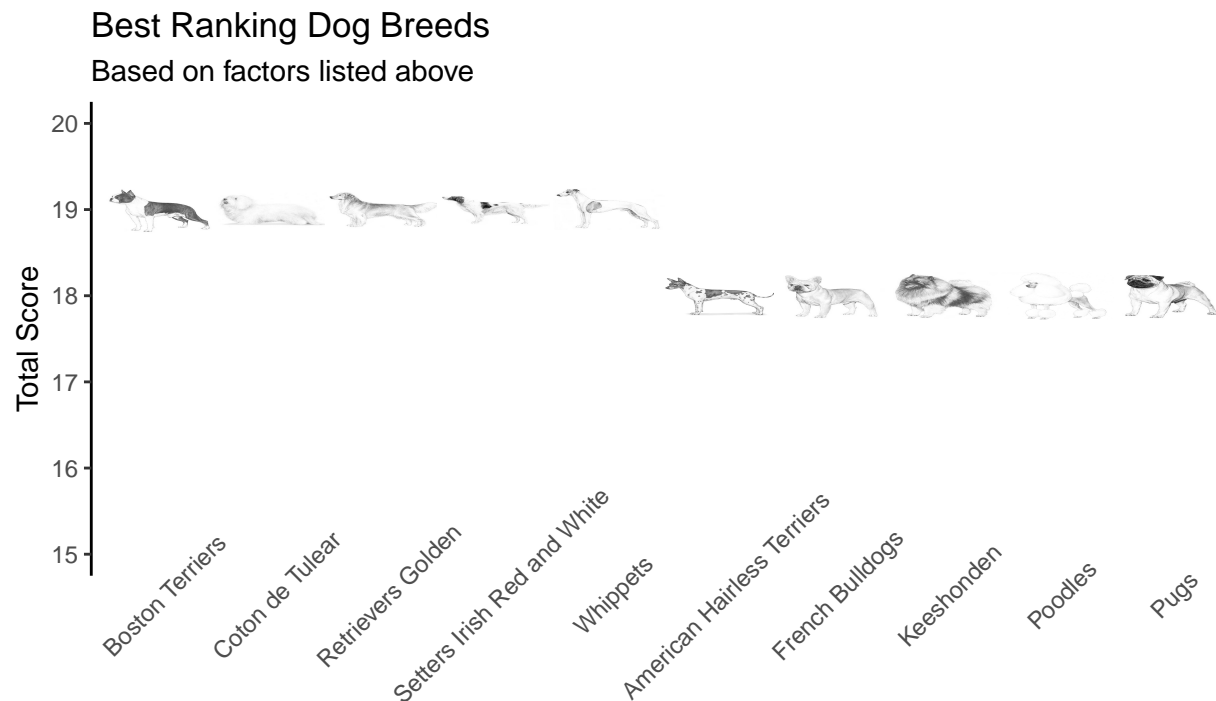 Best Ranking Dog Breeds
Based on factors listed above
Total Score
20
19
18
17
16
15
Boston Terriers
Coton de Tulear
Retrievers Golden
Setters Irish Red and White
Whippets
American Hairless Terriers
French Bulldogs
Keeshonden
Poodles
Pugs